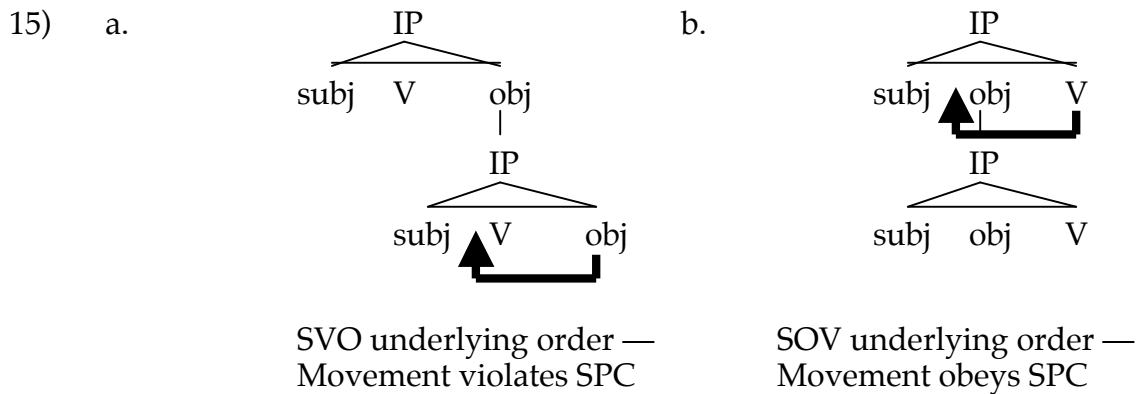 15) a. IP b. IP
subj V obj subj obj V
IP IP
subj V obj subj obj V
SVO underlying order — SOV underlying order —
Movement violates SPC Movement obeys SPC